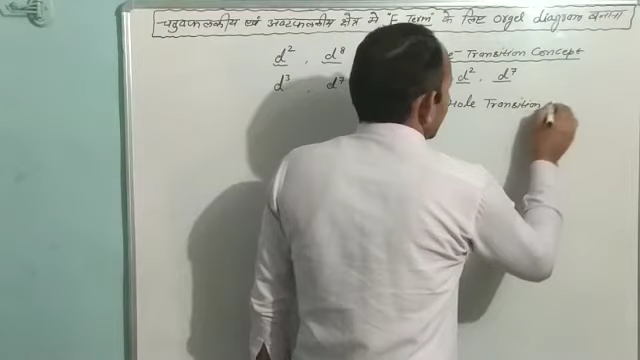 चतुष्फलकीय एवं अष्टफलकीय क्षेत्र में "F Term" के लिए orgel diagram बनाना
d², d⁸ -Transition Concept
d³, d⁷ d², d⁷
Hole Transition